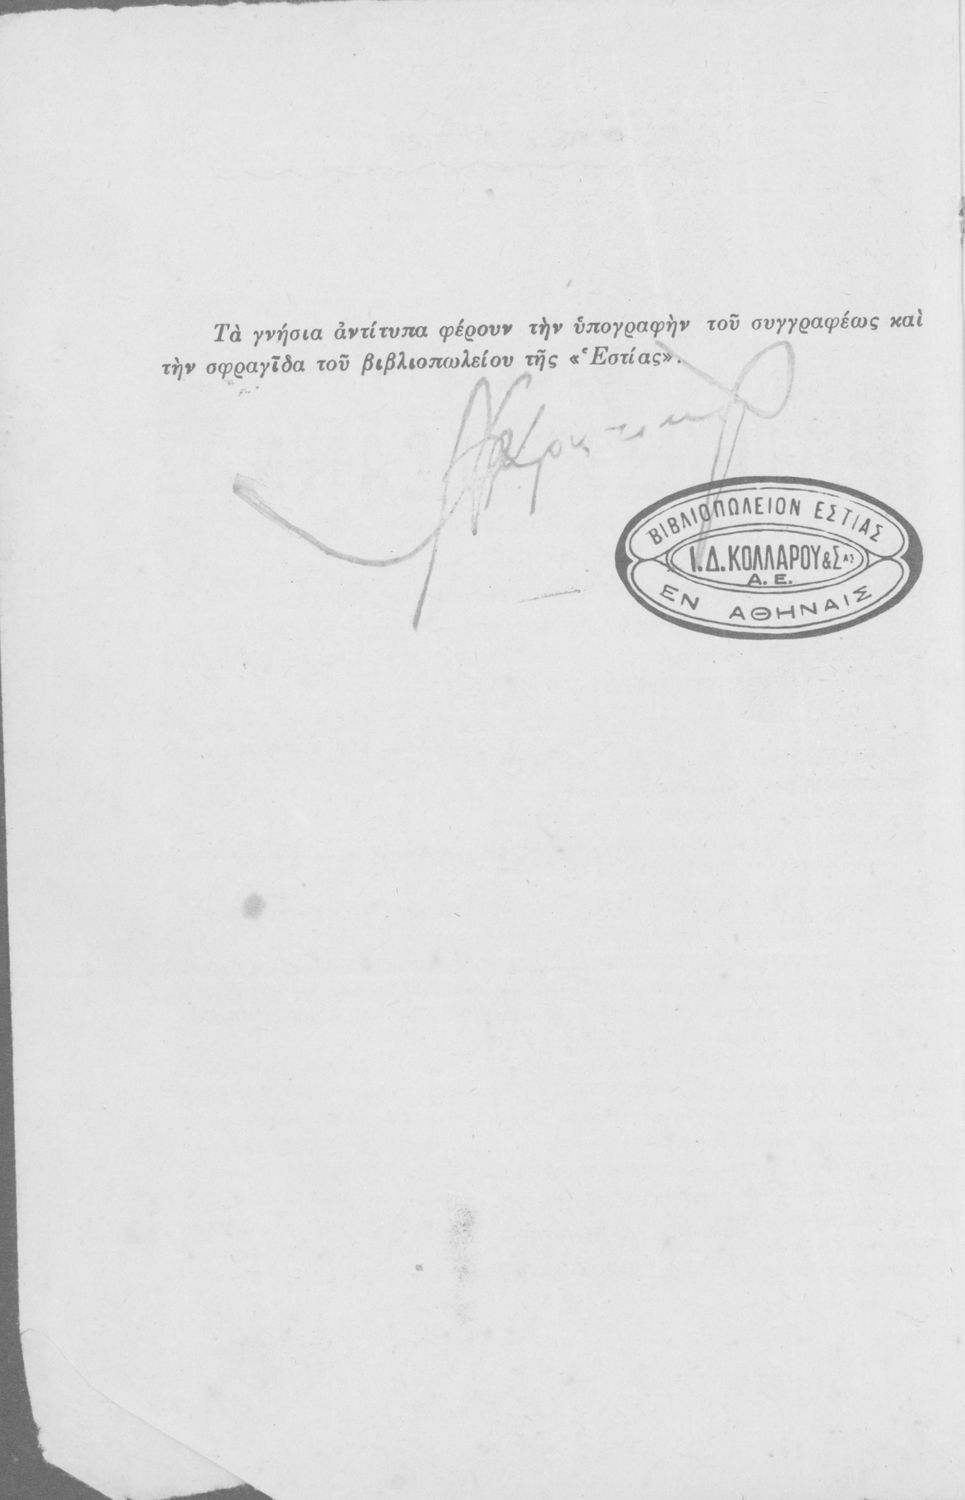 Τὰ γνήσια ἀντίτυπα φέρουν τὴν ὑπογραφὴν τοῦ συγγραφέως καὶ
τὴν σφραγῖδα τοῦ βιβλιοπωλείου τῆς «Ἑστίας».
ΒΙΒΛΙΟΠΩΛΕΙΟΝ ΕΣΤΙΑΣ
Ι.Δ.ΚΟΛΛΑΡΟΥ&Σ ΑΣ
Α.Ε.
ΕΝ ΑΘΗΝΑΙΣ